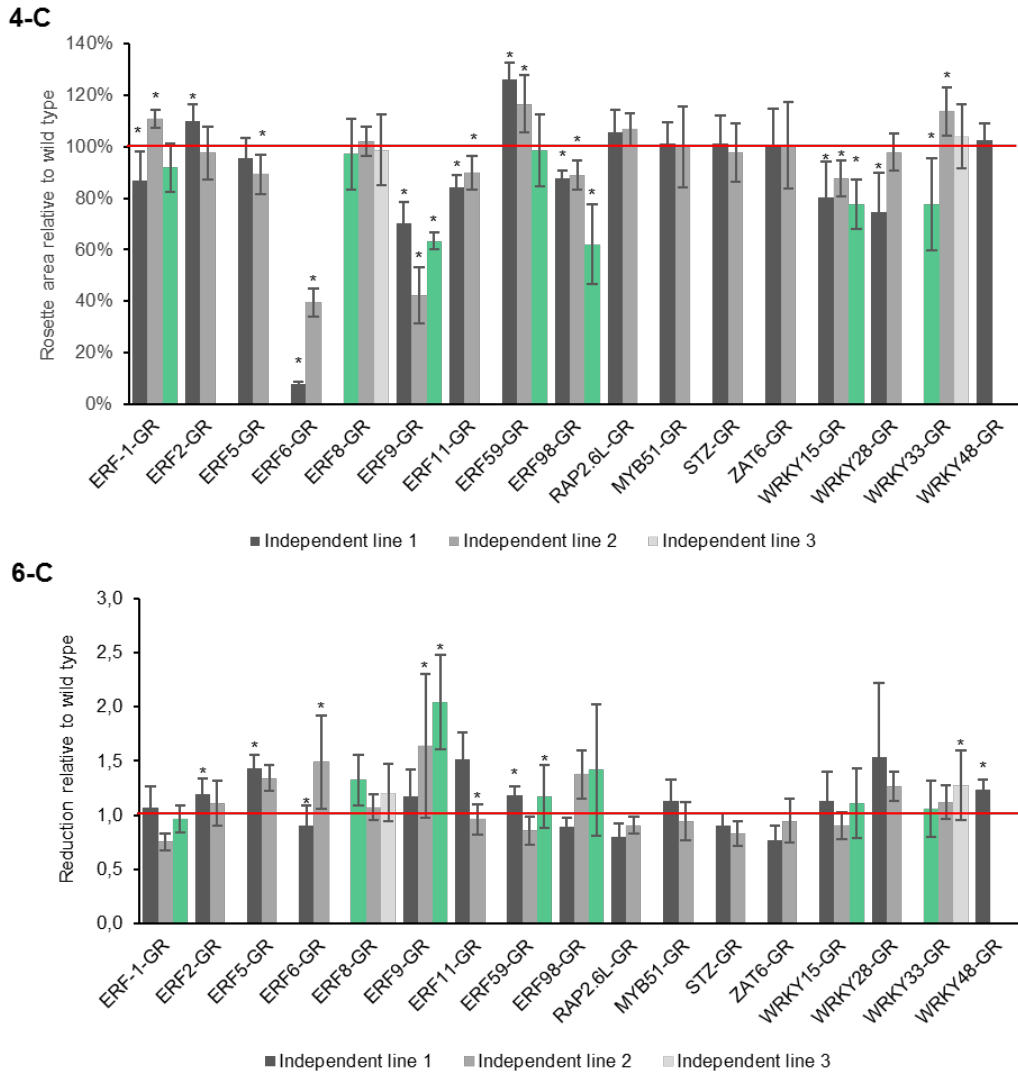 4-C
Rosette area relative to wild type
140%
120%
100%
80%
60%
40%
20%
0%
* * * * * * * * * * * * * * * * * * * * * *
ERF-1-GR
ERF2-GR
ERF5-GR
ERF6-GR
ERF8-GR
ERF9-GR
ERF11-GR
ERF59-GR
ERF98-GR
RAP2.6L-GR
MYB51-GR
STZ-GR
ZAT6-GR
WRKY15-GR
WRKY28-GR
WRKY33-GR
WRKY48-GR
Independent line 1
Independent line 2
Independent line 3
6-C
Reduction relative to wild type
3,0
2,5
2,0
1,5
1,0
0,5
0,0
* * * * * * * * * * *
ERF-1-GR
ERF2-GR
ERF5-GR
ERF6-GR
ERF8-GR
ERF9-GR
ERF11-GR
ERF59-GR
ERF98-GR
RAP2.6L-GR
MYB51-GR
STZ-GR
ZAT6-GR
WRKY15-GR
WRKY28-GR
WRKY33-GR
WRKY48-GR
Independent line 1
Independent line 2
Independent line 3